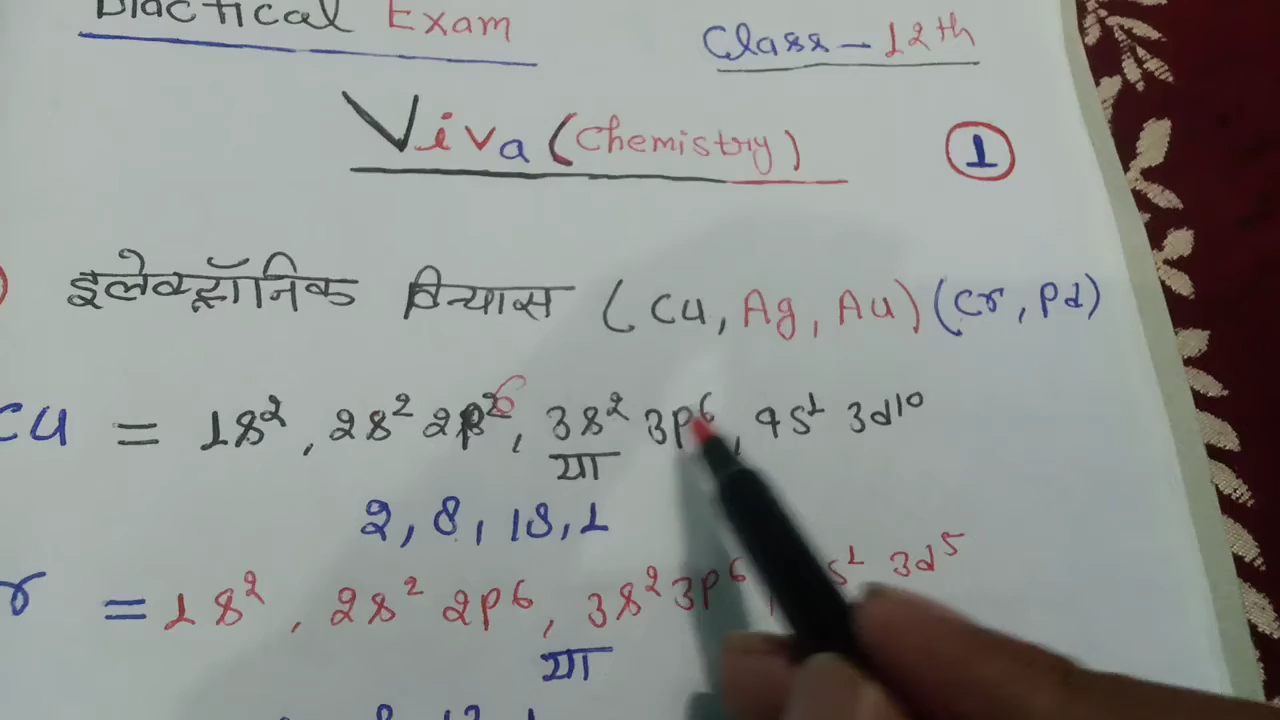 Practical Exam
Class - 12th
Viva (Chemistry)
1
इलेक्ट्रॉनिक विन्यास (Cu, Ag, Au) (Cr, Pd)
Cu = 1s², 2s² 2p⁶, 3s² 3p⁶, 4s¹ 3d¹⁰
या
2, 8, 18, 1
r = 1s², 2s² 2p⁶, 3s² 3p⁶, s¹ 3d⁵
या